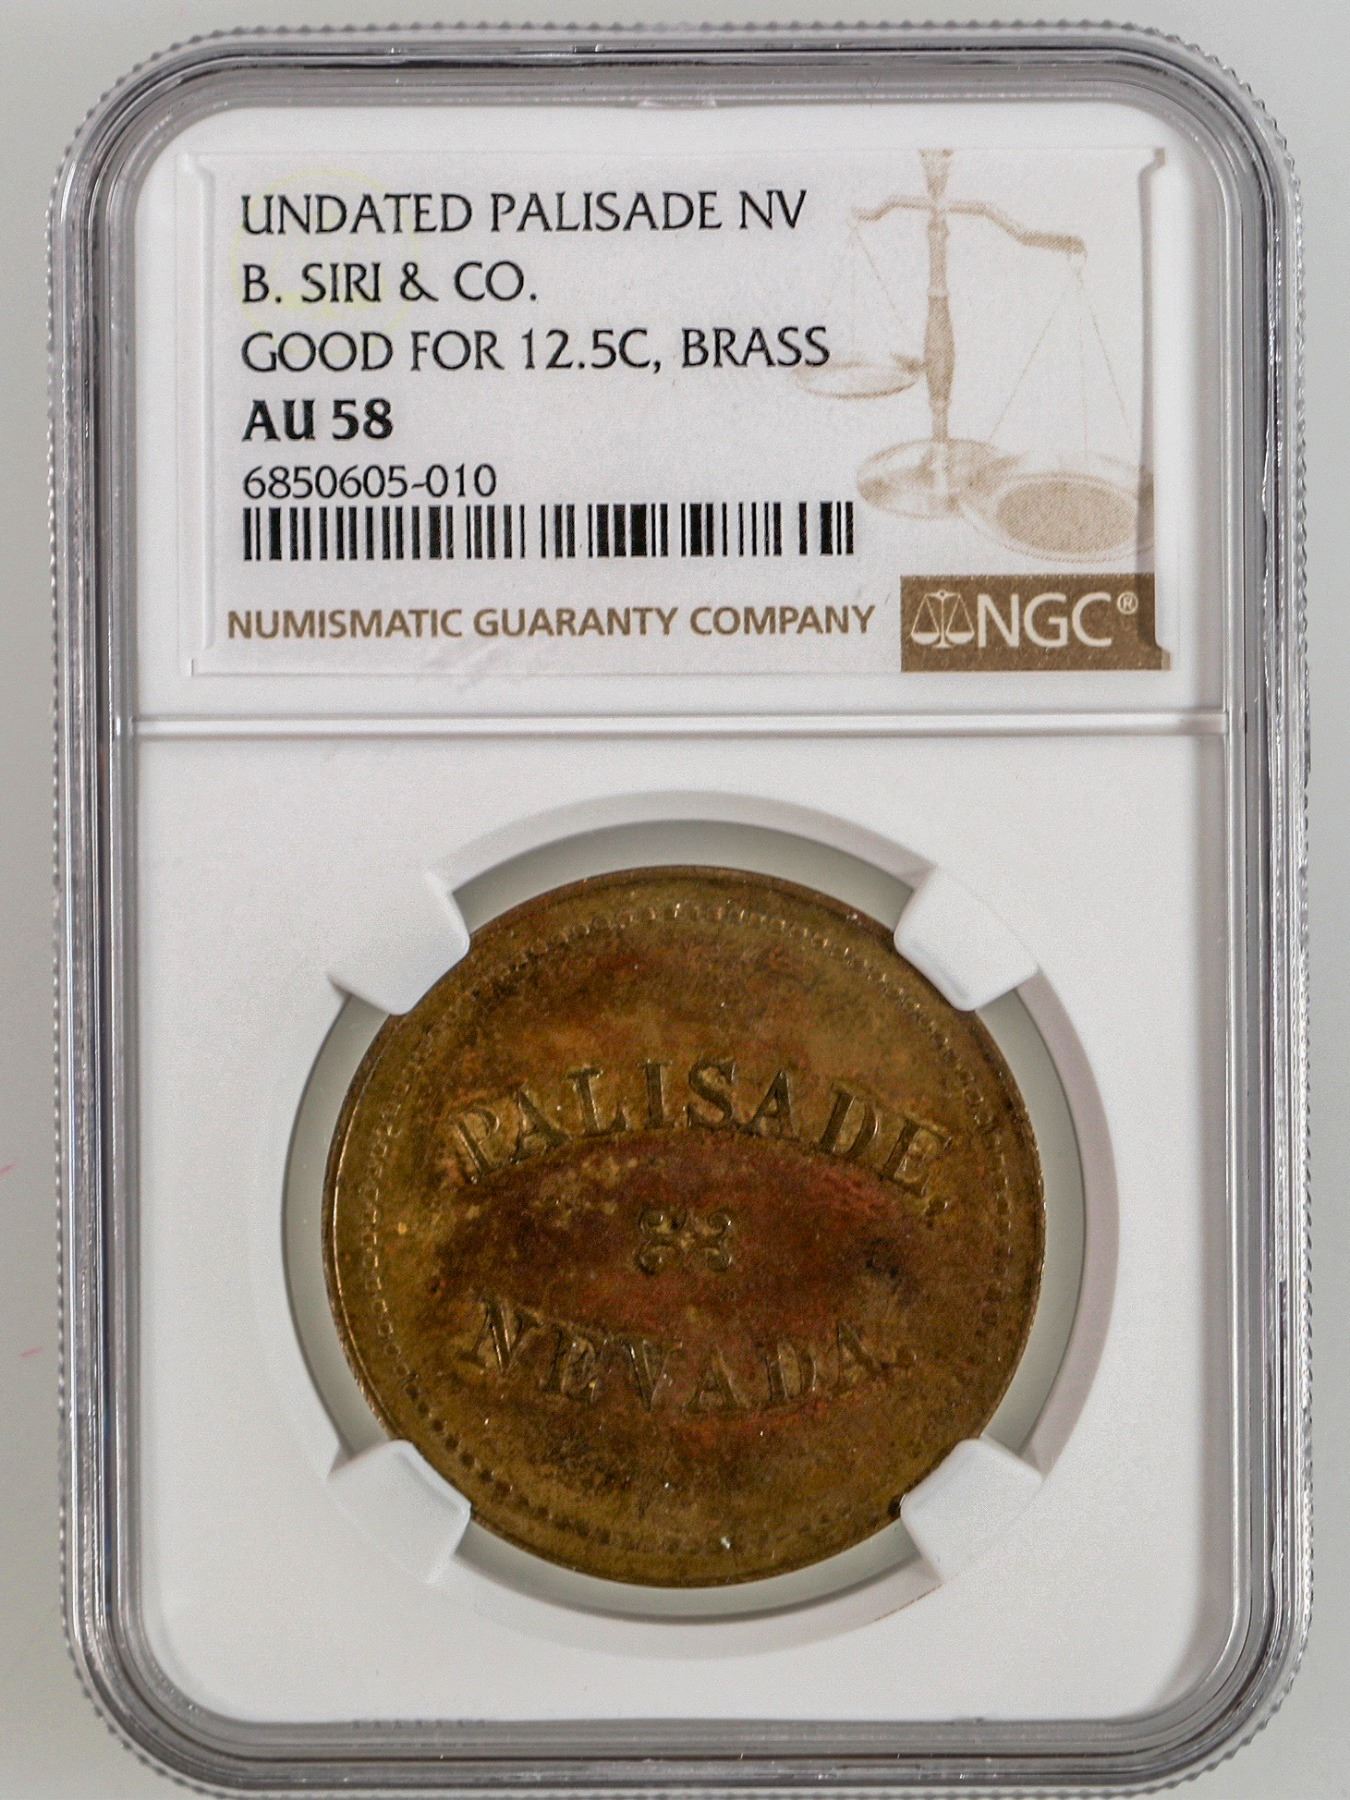 UNDATED PALISADE NV
B. SIRI & CO.
GOOD FOR 12.5C, BRASS
AU 58
6850605-010
NUMISMATIC GUARANTY COMPANY
NGC®
PALISADE,
NEVADA.